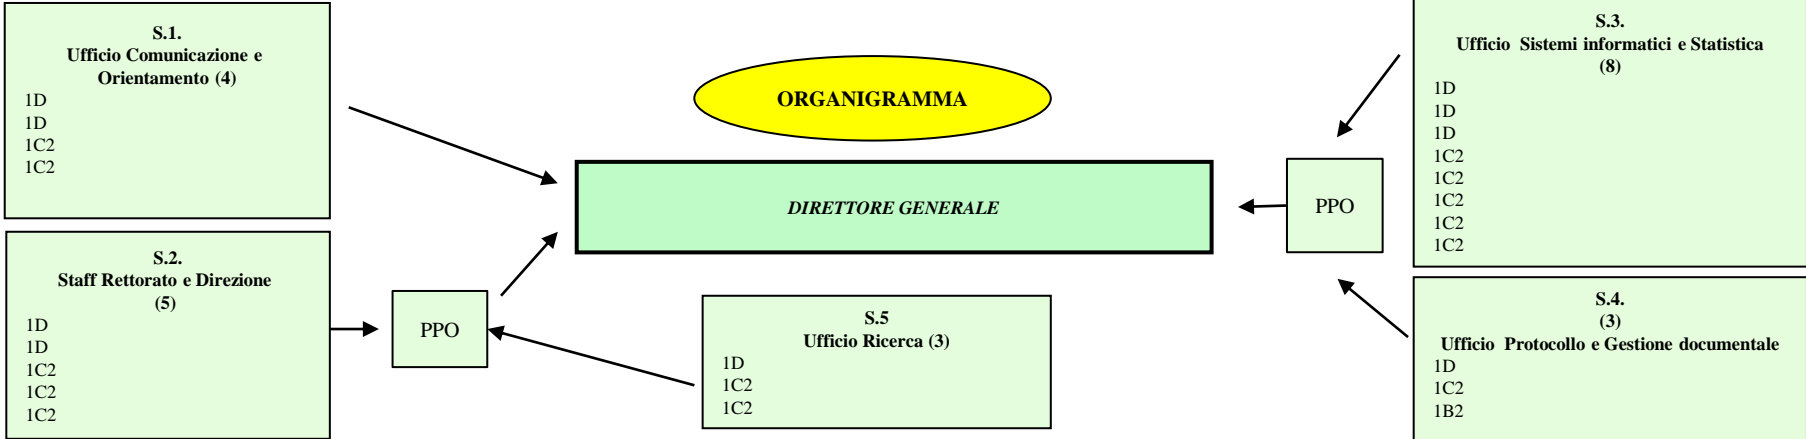 S.1.
Ufficio Comunicazione e
Orientamento (4)
1D
1D
1C2
1C2
S.2.
Staff Rettorato e Direzione
(5)
1D
1D
1C2
1C2
1C2
PPO
ORGANIGRAMMA
DIRETTORE GENERALE
S.5
Ufficio Ricerca (3)
1D
1C2
1C2
PPO
S.3.
Ufficio Sistemi informatici e Statistica
(8)
1D
1D
1D
1C2
1C2
1C2
1C2
1C2
S.4.
(3)
Ufficio Protocollo e Gestione documentale
1D
1C2
1B2